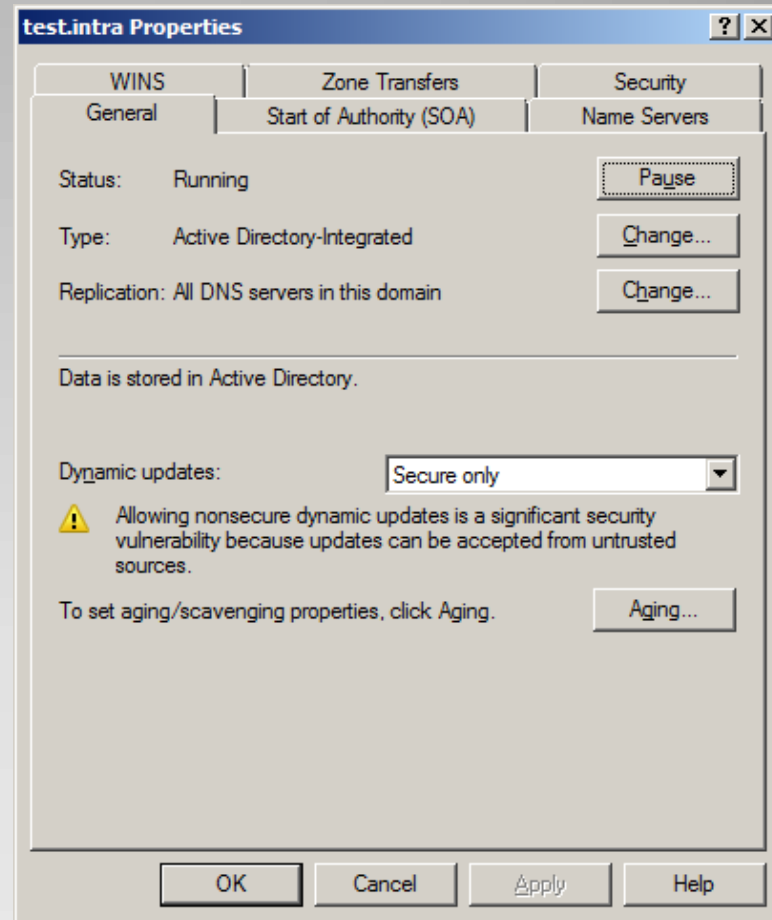 test.intra Properties
WINS Zone Transfers Security
General Start of Authority (SOA) Name Servers
Status: Running Pause
Type: Active Directory-Integrated Change...
Replication: All DNS servers in this domain Change...
Data is stored in Active Directory.
Dynamic updates: Secure only
Allowing nonsecure dynamic updates is a significant security
vulnerability because updates can be accepted from untrusted
sources.
To set aging/scavenging properties, click Aging. Aging...
OK Cancel Apply Help